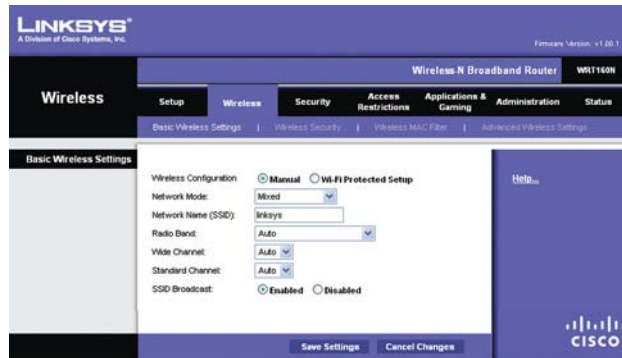 LINKSYS®
A Division of Cisco Systems, Inc.
Firmware Version: v1.00.1
Wireless-N Broadband Router WRT160N
Wireless
Setup Wireless Security Access Restrictions Applications & Gaming Administration Status
Basic Wireless Settings | Wireless Security | Wireless MAC Filter | Advanced Wireless Settings
Basic Wireless Settings
Wireless Configuration Manual Wi-Fi Protected Setup
Network Mode: Mixed
Network Name (SSID): linksys
Radio Band: Auto
Wide Channel: Auto
Standard Channel: Auto
SSID Broadcast: Enabled Disabled
Help...
Save Settings Cancel Changes
CISCO